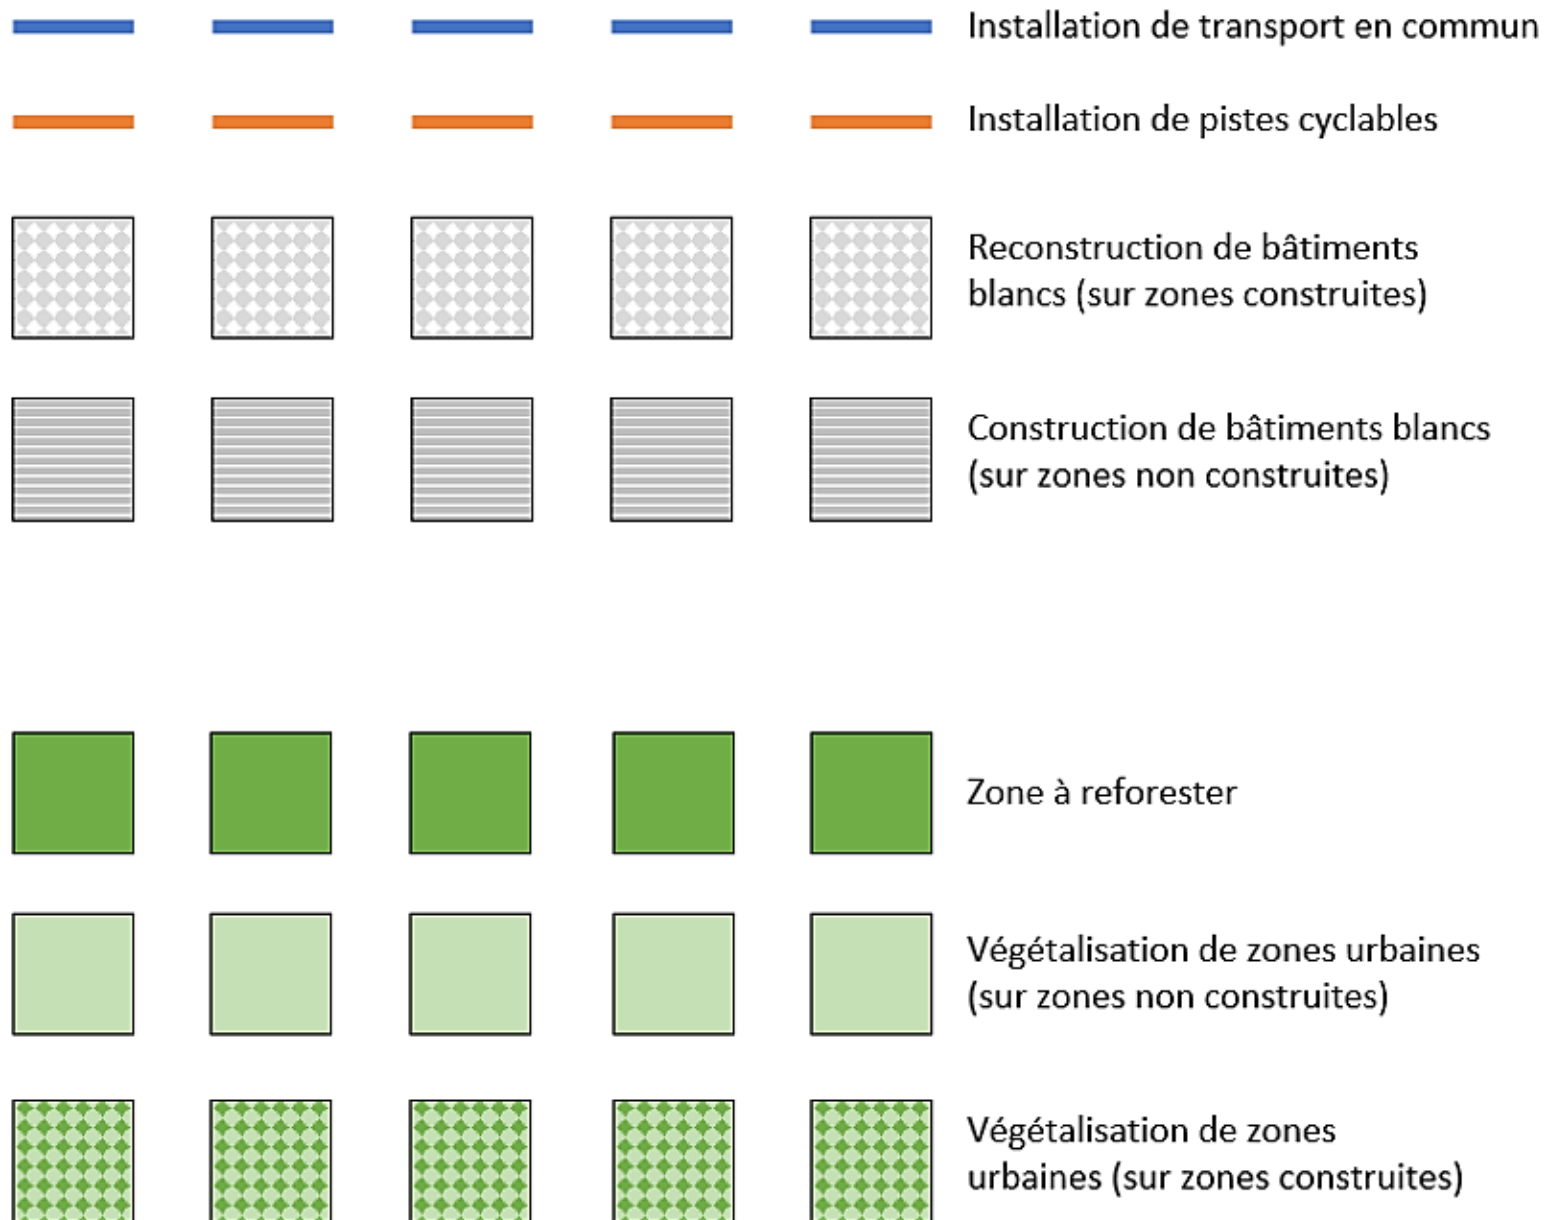 Installation de transport en commun
Installation de pistes cyclables
Reconstruction de bâtiments
blancs (sur zones construites)
Construction de bâtiments blancs
(sur zones non construites)
Zone à reforester
Végétalisation de zones urbaines
(sur zones non construites)
Végétalisation de zones
urbaines (sur zones construites)